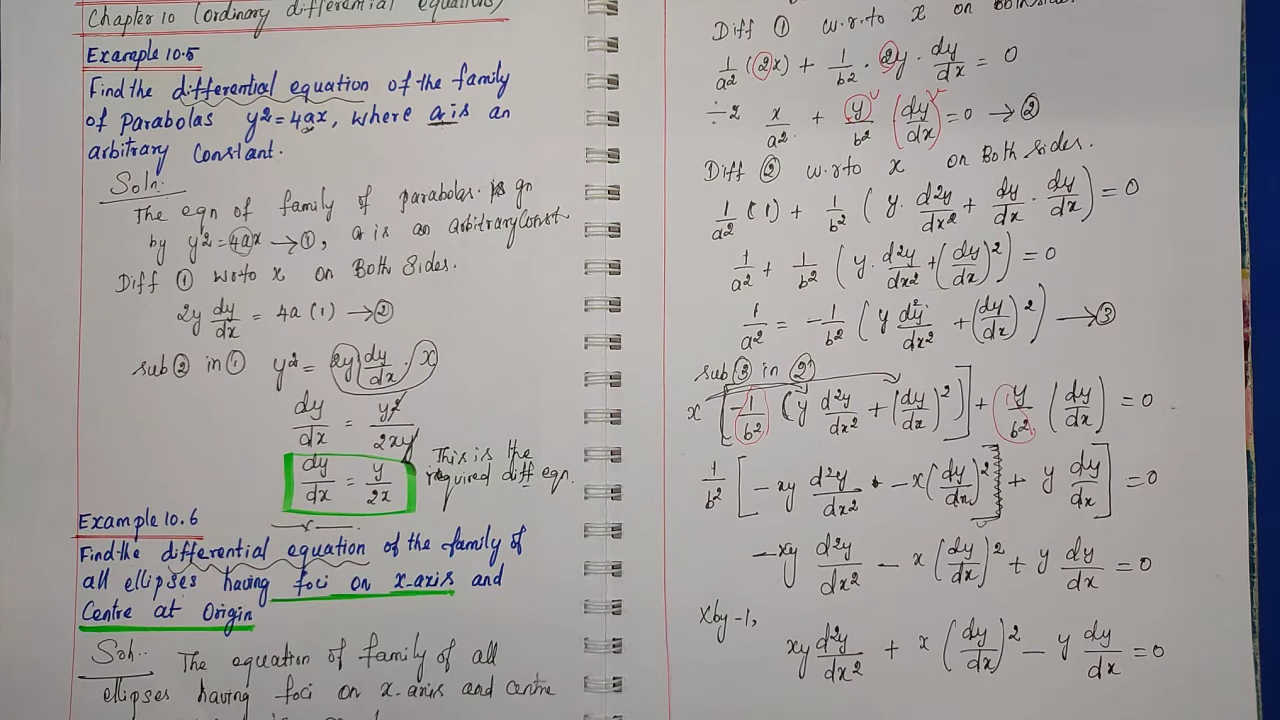 Chapter 10 (Ordinary differential equations)
Example 10.5
Find the differential equation of the family
of Parabolas y²=4ax, where a is an
arbitrary Constant.
Soln:
The eqn of family of parabolas is gn
by y²=4ax →①, a is an arbitrary Const
Diff ① w.r.to x on Both Sides.
2y dy/dx = 4a (1) →②
sub ② in ① y² = 2y dy/dx · x
dy/dx = y²/2xy
dy/dx = y/2x This is the required diff eqn.
—x—
Example 10.6
Find the differential equation of the family of
all ellipses having foci on x-axis and
Centre at Origin
Soln..
The equation of family of all
ellipses having foci on x-axis and centre
Diff ① w.r.to x on Both sides.
1/a² (2x) + 1/b² · 2y · dy/dx = 0
÷2 x/a² + y/b² (dy/dx) = 0 →②
Diff ② w.r.to x on Both sides.
1/a² (1) + 1/b² (y · d²y/dx² + dy/dx · dy/dx) = 0
1/a² + 1/b² (y · d²y/dx² + (dy/dx)²) = 0
1/a² = -1/b² (y d²y/dx² + (dy/dx)²) →③
sub ③ in ②
x [-1/b² (y d²y/dx² + (dy/dx)²)] + y/b² (dy/dx) = 0
1/b² [-xy d²y/dx² - x(dy/dx)² + y dy/dx] = 0
-xy d²y/dx² - x (dy/dx)² + y dy/dx = 0
X by -1,
xy d²y/dx² + x (dy/dx)² - y dy/dx = 0